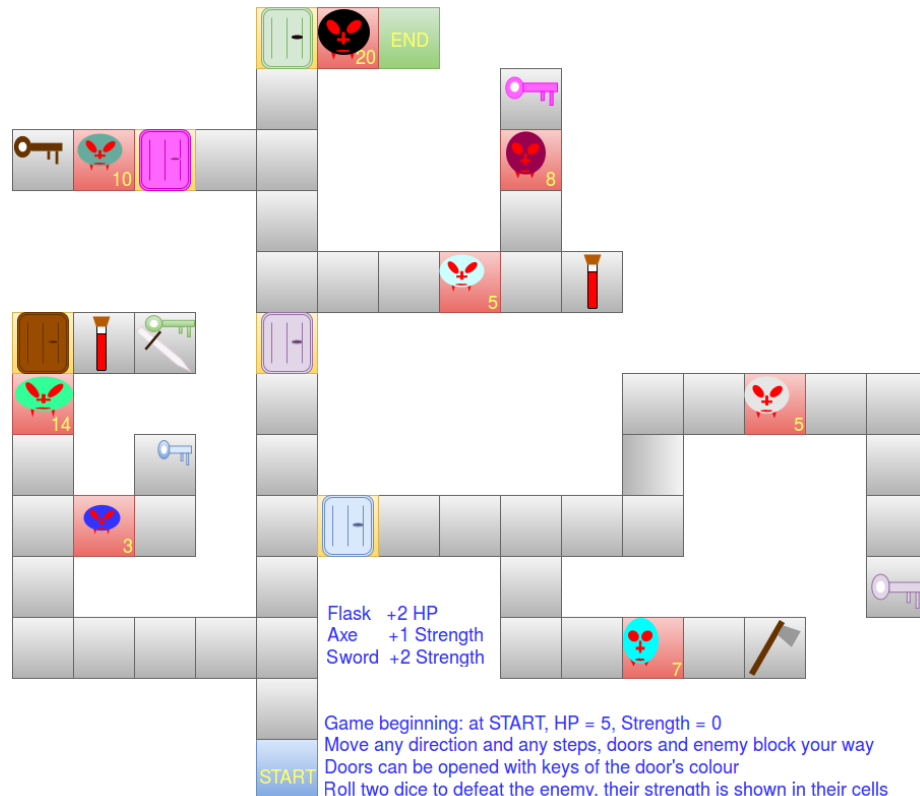 20
END
10
8
5
14
5
3
Flask +2 HP
Axe +1 Strength
Sword +2 Strength
7
Game beginning: at START, HP = 5, Strength = 0
Move any direction and any steps, doors and enemy block your way
Doors can be opened with keys of the door's colour
START
Roll two dice to defeat the enemy, their strength is shown in their cells